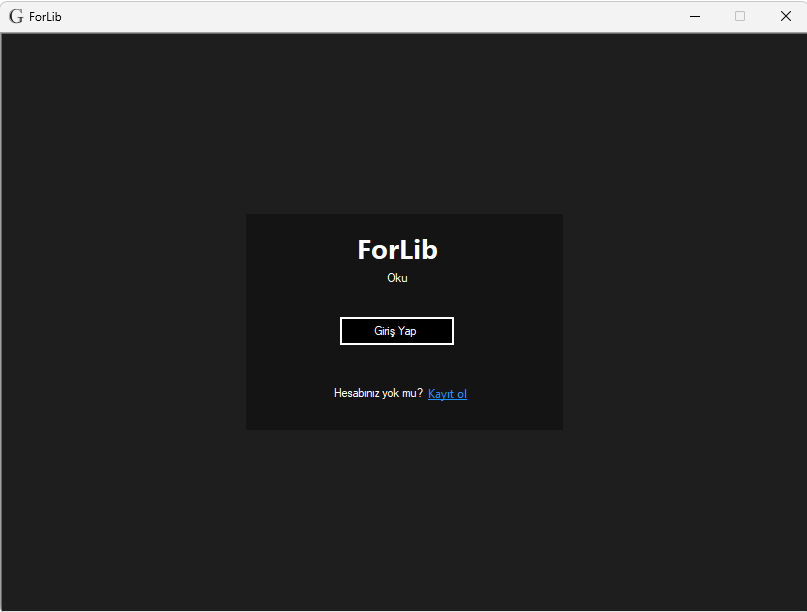 ForLib
ForLib
Oku
Giriş Yap
Hesabınız yok mu? Kayıt ol